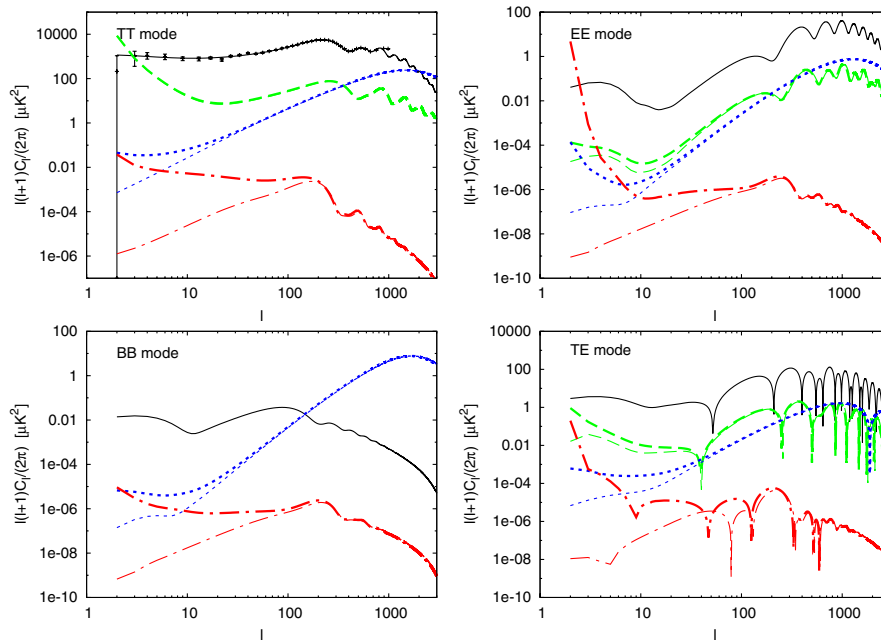 TT mode
l(l+1)C_l/(2π) [μK²]
10000
100
1
0.01
1e-04
1e-06
1 10 100 1000
l
EE mode
l(l+1)C_l/(2π) [μK²]
100
1
0.01
1e-04
1e-06
1e-08
1e-10
1 10 100 1000
l
BB mode
l(l+1)C_l/(2π) [μK²]
100
1
0.01
1e-04
1e-06
1e-08
1e-10
1 10 100 1000
l
TE mode
l(l+1)C_l/(2π) [μK²]
10000
100
1
0.01
1e-04
1e-06
1e-08
1e-10
1 10 100 1000
l